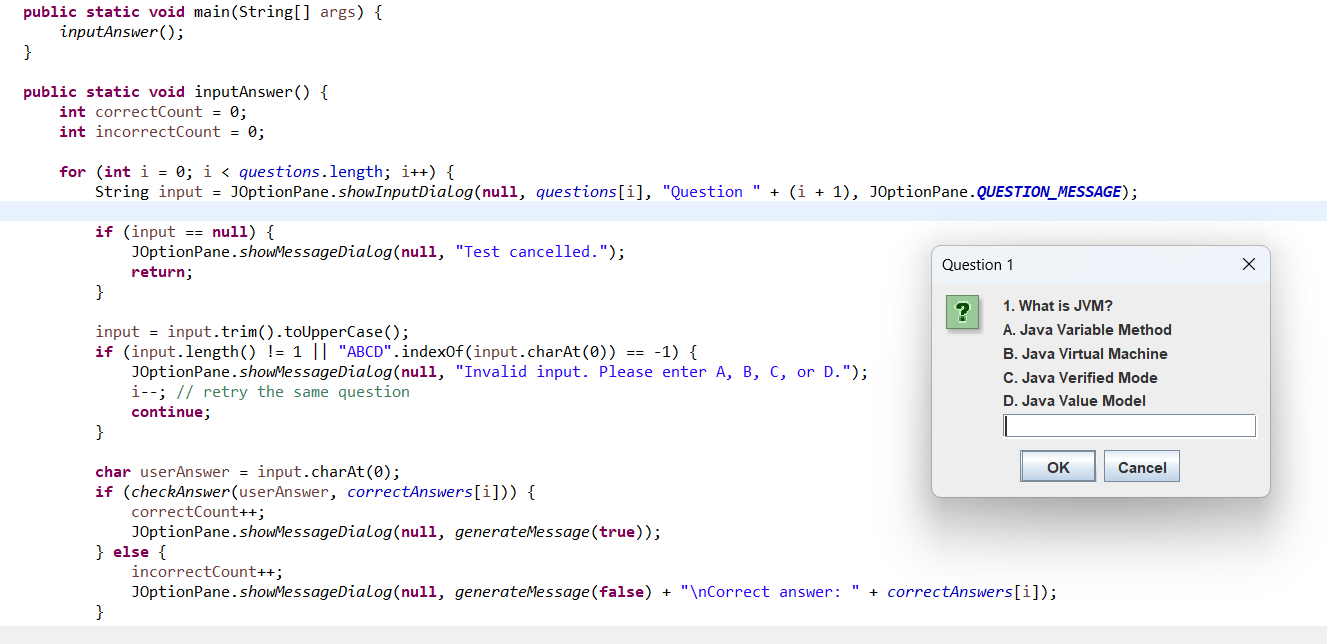 public static void main(String[] args) {
    inputAnswer();
}

public static void inputAnswer() {
    int correctCount = 0;
    int incorrectCount = 0;

    for (int i = 0; i < questions.length; i++) {
        String input = JOptionPane.showInputDialog(null, questions[i], "Question " + (i + 1), JOptionPane.QUESTION_MESSAGE);

        if (input == null) {
            JOptionPane.showMessageDialog(null, "Test cancelled.");
            return;
        }

        input = input.trim().toUpperCase();
        if (input.length() != 1 || "ABCD".indexOf(input.charAt(0)) == -1) {
            JOptionPane.showMessageDialog(null, "Invalid input. Please enter A, B, C, or D.");
            i--; // retry the same question
            continue;
        }

        char userAnswer = input.charAt(0);
        if (checkAnswer(userAnswer, correctAnswers[i])) {
            correctCount++;
            JOptionPane.showMessageDialog(null, generateMessage(true));
        } else {
            incorrectCount++;
            JOptionPane.showMessageDialog(null, generateMessage(false) + "\nCorrect answer: " + correctAnswers[i]);
        }
Question 1
?
1. What is JVM?
A. Java Variable Method
B. Java Virtual Machine
C. Java Verified Mode
D. Java Value Model
OK Cancel